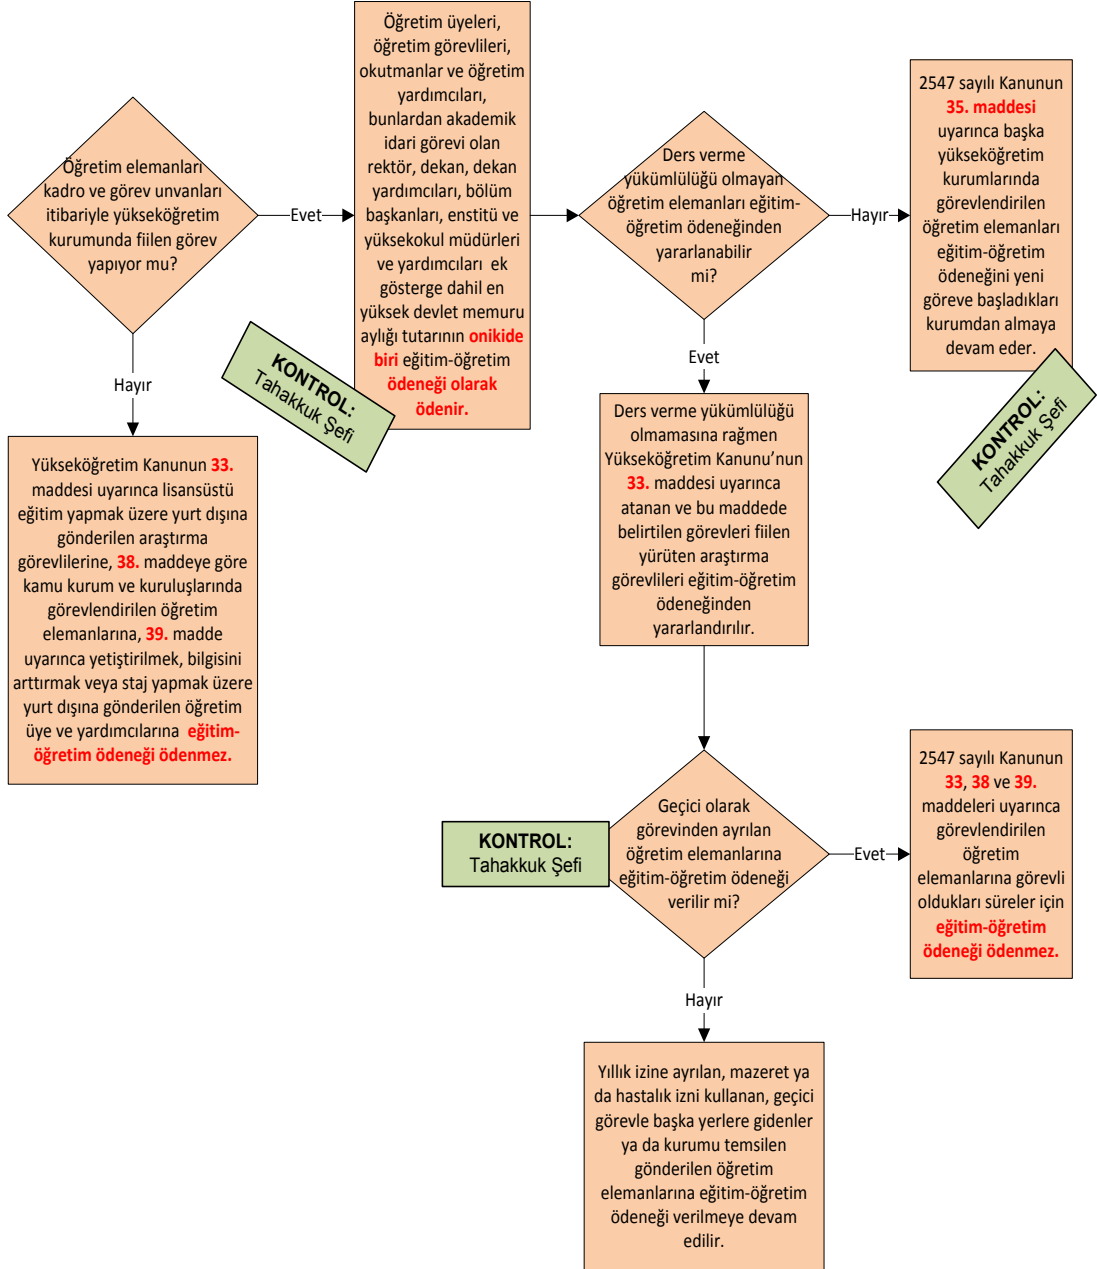 Öğretim elemanları
kadro ve görev unvanları
itibariyle yükseköğretim
kurumunda fiilen görev
yapıyor mu?
Evet
Hayır
Öğretim üyeleri,
öğretim görevlileri,
okutmanlar ve öğretim
yardımcıları,
bunlardan akademik
idari görevi olan
rektör, dekan, dekan
yardımcıları, bölüm
başkanları, enstitü ve
yüksekokul müdürleri
ve yardımcıları ek
gösterge dahil en
yüksek devlet memuru
aylığı tutarının onikide
biri eğitim-öğretim
ödeneği olarak
ödenir.
KONTROL:
Tahakkuk Şefi
Yükseköğretim Kanunun 33.
maddesi uyarınca lisansüstü
eğitim yapmak üzere yurt dışına
gönderilen araştırma
görevlilerine, 38. maddeye göre
kamu kurum ve kuruluşlarında
görevlendirilen öğretim
elemanlarına, 39. madde
uyarınca yetiştirilmek, bilgisini
arttırmak veya staj yapmak üzere
yurt dışına gönderilen öğretim
üye ve yardımcılarına eğitim-
öğretim ödeneği ödenmez.
Ders verme
yükümlülüğü olmayan
öğretim elemanları eğitim-
öğretim ödeneğinden
yararlanabilir
mi?
Hayır
Evet
2547 sayılı Kanunun
35. maddesi
uyarınca başka
yükseköğretim
kurumlarında
görevlendirilen
öğretim elemanları
eğitim-öğretim
ödeneğini yeni
göreve başladıkları
kurumdan almaya
devam eder.
KONTROL:
Tahakkuk Şefi
Ders verme yükümlülüğü
olmamasına rağmen
Yükseköğretim Kanunu’nun
33. maddesi uyarınca
atanan ve bu maddede
belirtilen görevleri fiilen
yürüten araştırma
görevlileri eğitim-öğretim
ödeneğinden
yararlandırılır.
KONTROL:
Tahakkuk Şefi
Geçici olarak
görevinden ayrılan
öğretim elemanlarına
eğitim-öğretim ödeneği
verilir mi?
Evet
Hayır
2547 sayılı Kanunun
33, 38 ve 39.
maddeleri uyarınca
görevlendirilen
öğretim
elemanlarına görevli
oldukları süreler için
eğitim-öğretim
ödeneği ödenmez.
Yıllık izine ayrılan, mazeret ya
da hastalık izni kullanan, geçici
görevle başka yerlere gidenler
ya da kurumu temsilen
gönderilen öğretim
elemanlarına eğitim-öğretim
ödeneği verilmeye devam
edilir.